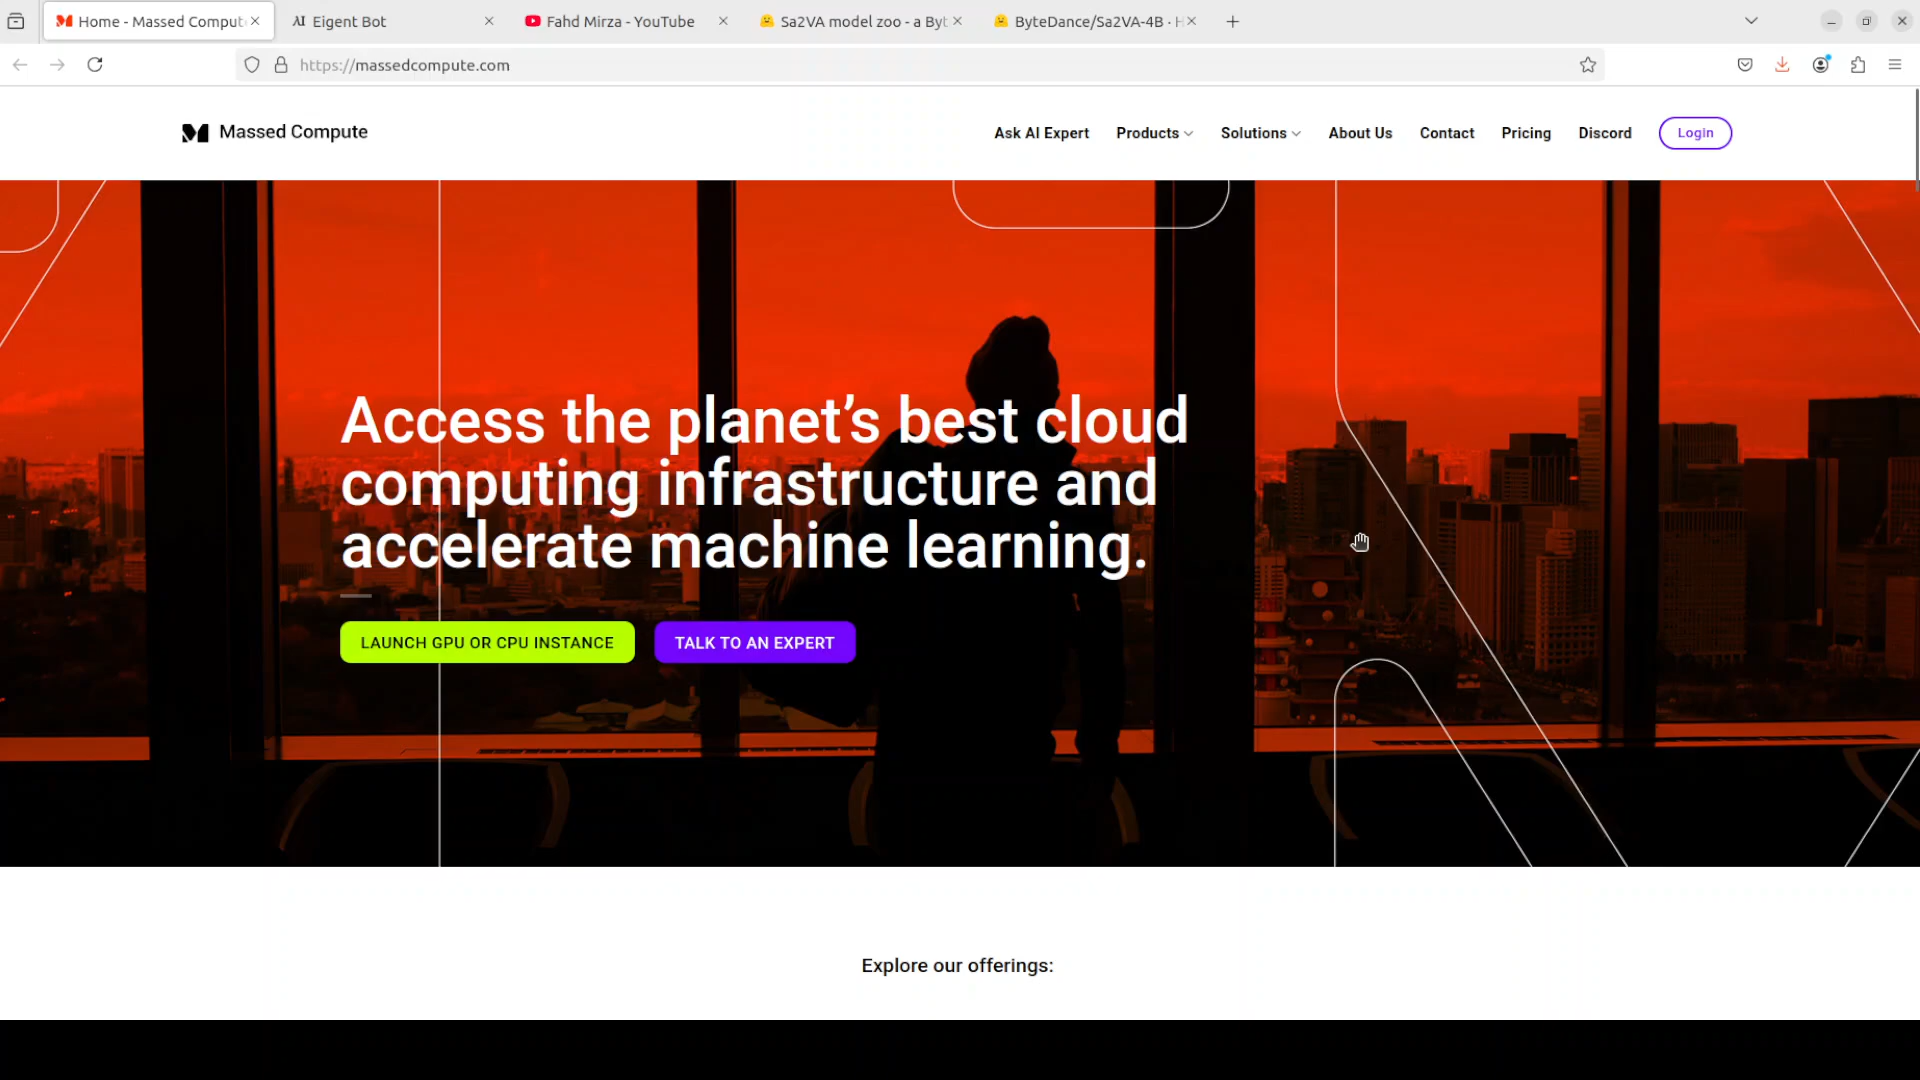 Home - Massed Comput
Eigent Bot
Fahd Mirza - YouTube
Sa2VA model zoo - a Byt
ByteDance/Sa2VA-4B · H
https://massedcompute.com
Massed Compute
Ask AI Expert
Products
Solutions
About Us
Contact
Pricing
Discord
Login
Access the planet’s best cloud
computing infrastructure and
accelerate machine learning.
LAUNCH GPU OR CPU INSTANCE
TALK TO AN EXPERT
Explore our offerings: